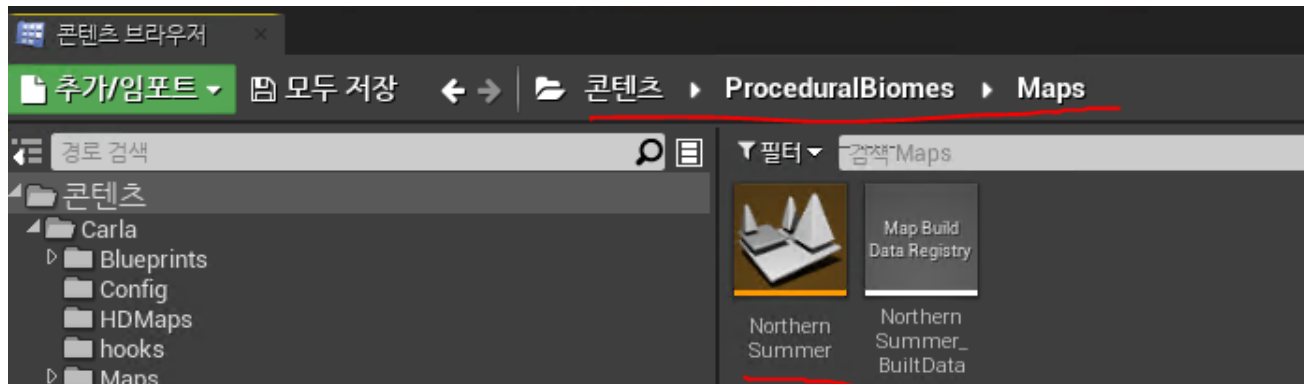 콘텐츠 브라우저
추가/임포트 모두 저장 콘텐츠 ProceduralBiomes Maps
경로 검색 필터 검색 Maps
콘텐츠
Carla
Blueprints
Config
HDMaps
hooks
Maps
Map Build
Data Registry
Northern
Summer
Northern
Summer_
BuiltData